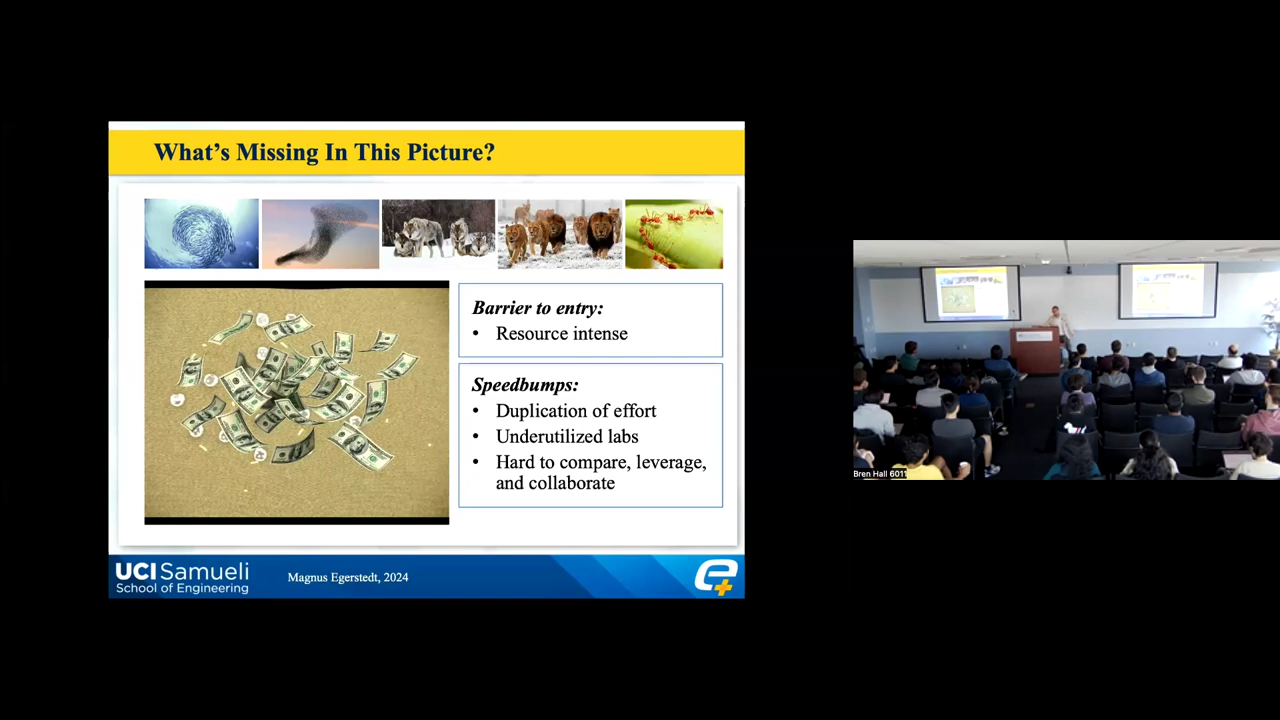 What's Missing In This Picture?
Barrier to entry:
• Resource intense
Speedbumps:
• Duplication of effort
• Underutilized labs
• Hard to compare, leverage,
and collaborate
UCI Samueli
School of Engineering
Magnus Egerstedt, 2024
Bren Hall 6011